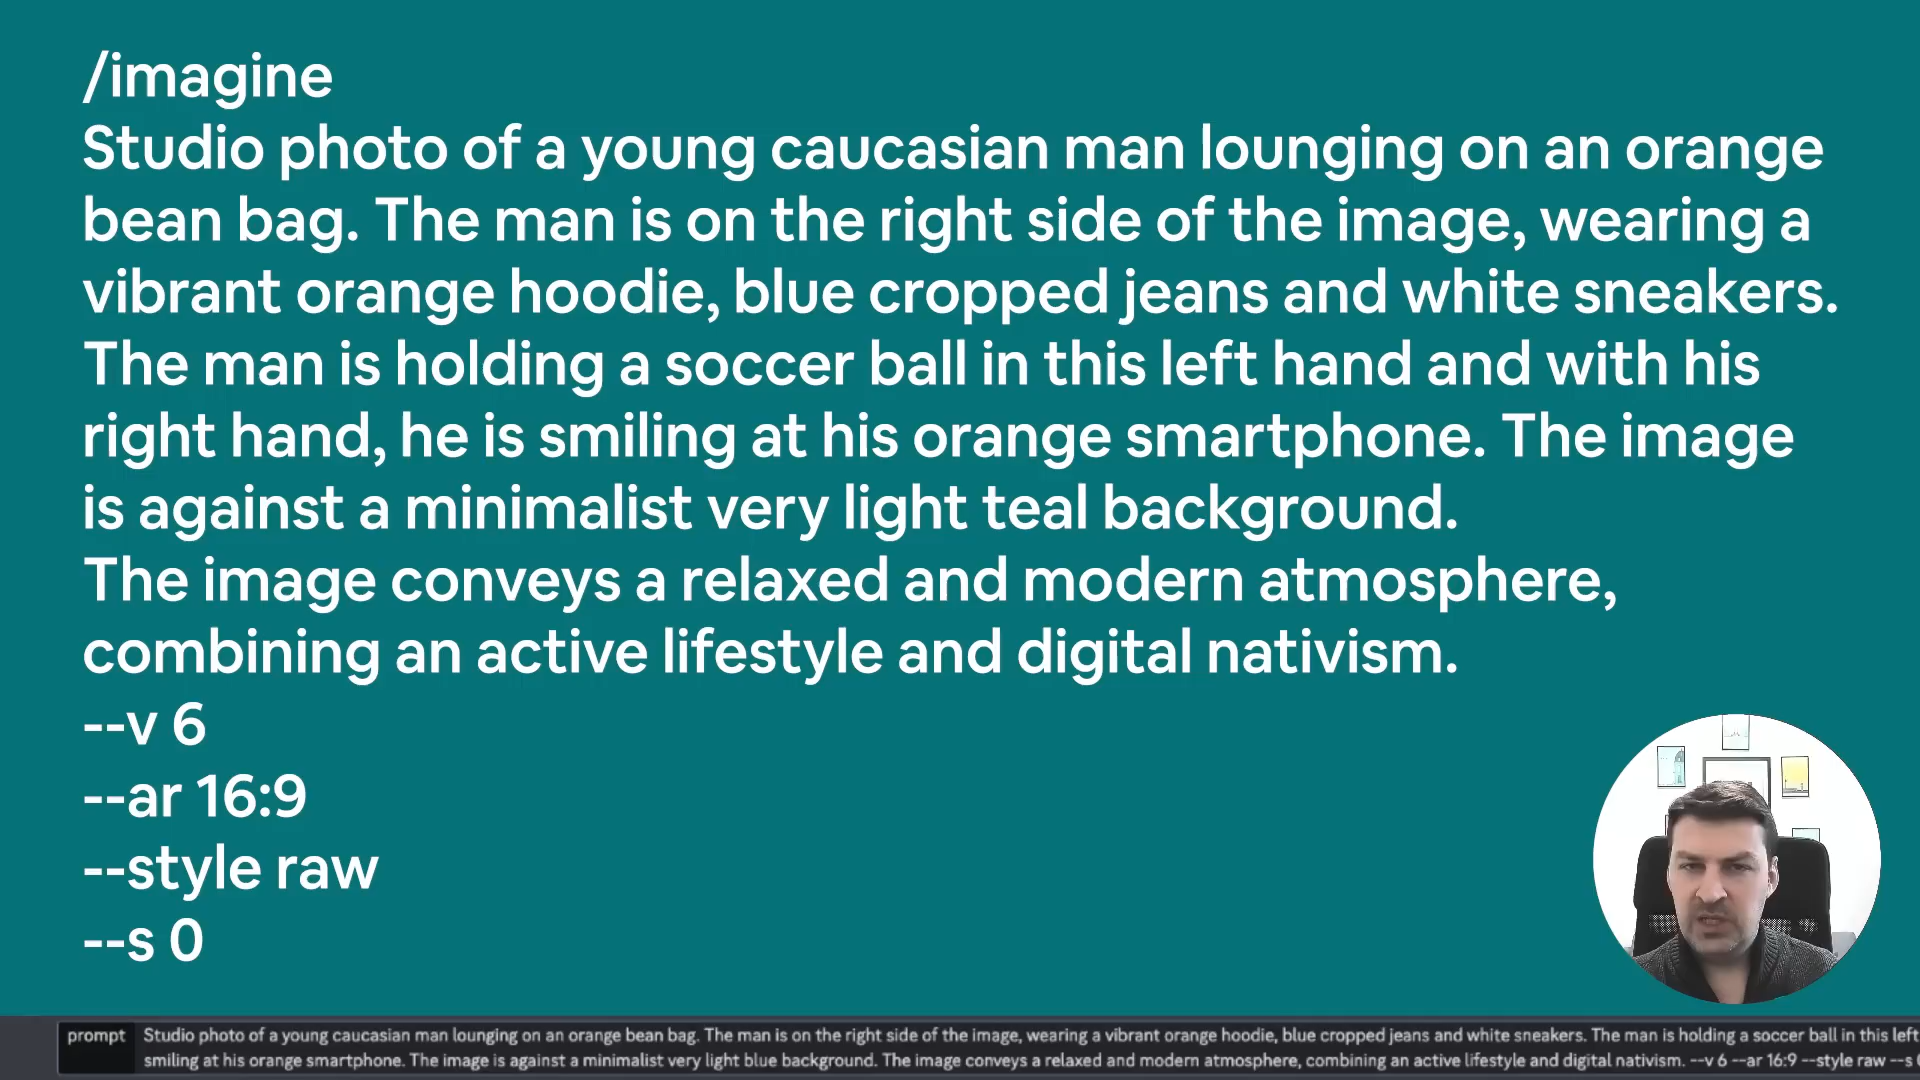 /imagine
Studio photo of a young caucasian man lounging on an orange
bean bag. The man is on the right side of the image, wearing a
vibrant orange hoodie, blue cropped jeans and white sneakers.
The man is holding a soccer ball in this left hand and with his
right hand, he is smiling at his orange smartphone. The image
is against a minimalist very light teal background.
The image conveys a relaxed and modern atmosphere,
combining an active lifestyle and digital nativism.
--v 6
--ar 16:9
--style raw
--s 0
prompt Studio photo of a young caucasian man lounging on an orange bean bag. The man is on the right side of the image, wearing a vibrant orange hoodie, blue cropped jeans and white sneakers. The man is holding a soccer ball in this left
smiling at his orange smartphone. The image is against a minimalist very light blue background. The image conveys a relaxed and modern atmosphere, combining an active lifestyle and digital nativism. --v 6 --ar 16:9 --style raw --s